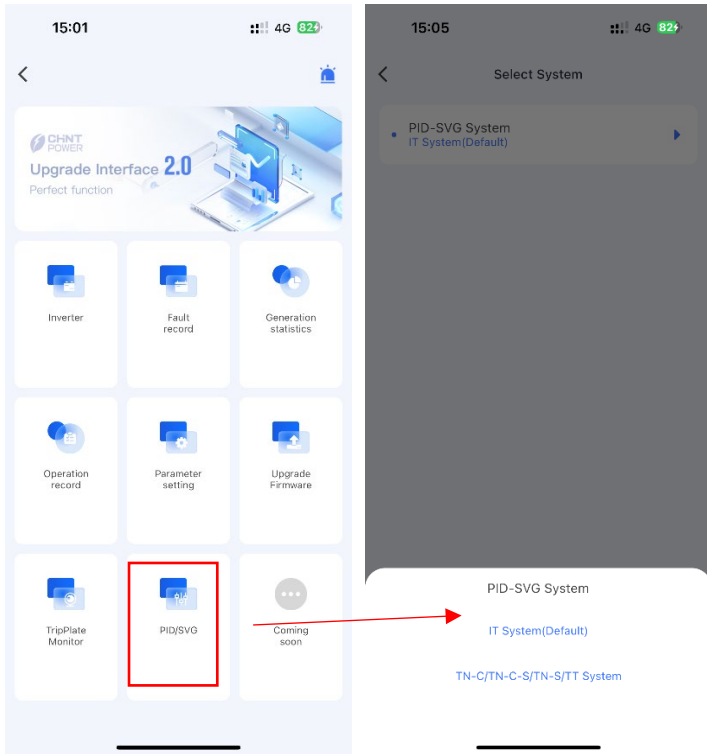 15:01
4G 82
CHNT
POWER
Upgrade Interface 2.0
Perfect function
Inverter
Fault
record
Generation
statistics
Operation
record
Parameter
setting
Upgrade
Firmware
TripPlate
Monitor
PID/SVG
Coming
soon
15:05
4G 82
Select System
PID-SVG System
IT System(Default)
PID-SVG System
IT System(Default)
TN-C/TN-C-S/TN-S/TT System